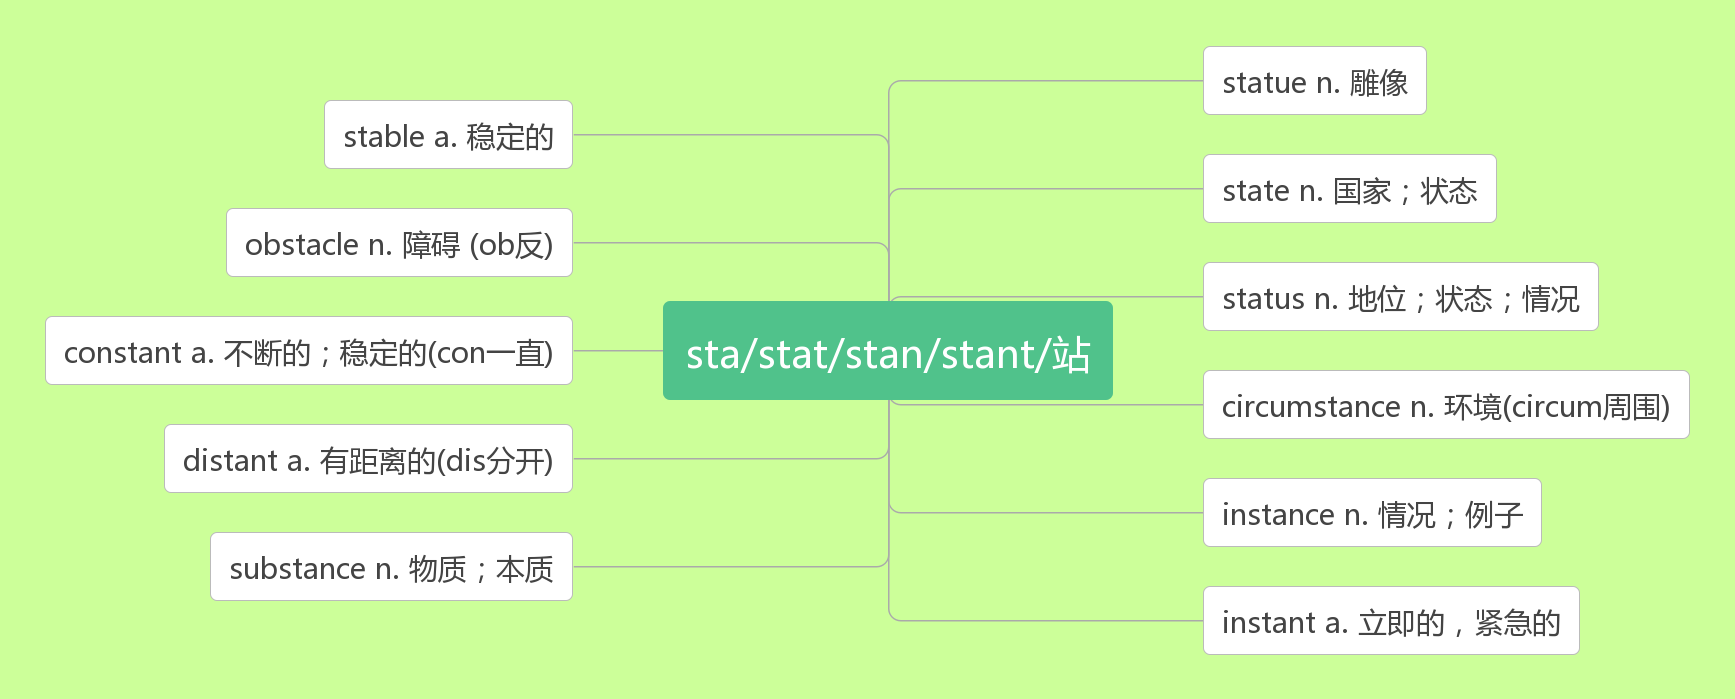 sta/stat/stan/stant/站
statue n. 雕像
state n. 国家；状态
status n. 地位；状态；情况
circumstance n. 环境(circum周围)
instance n. 情况；例子
instant a. 立即的，紧急的
stable a. 稳定的
obstacle n. 障碍 (ob反)
constant a. 不断的；稳定的(con一直)
distant a. 有距离的(dis分开)
substance n. 物质；本质